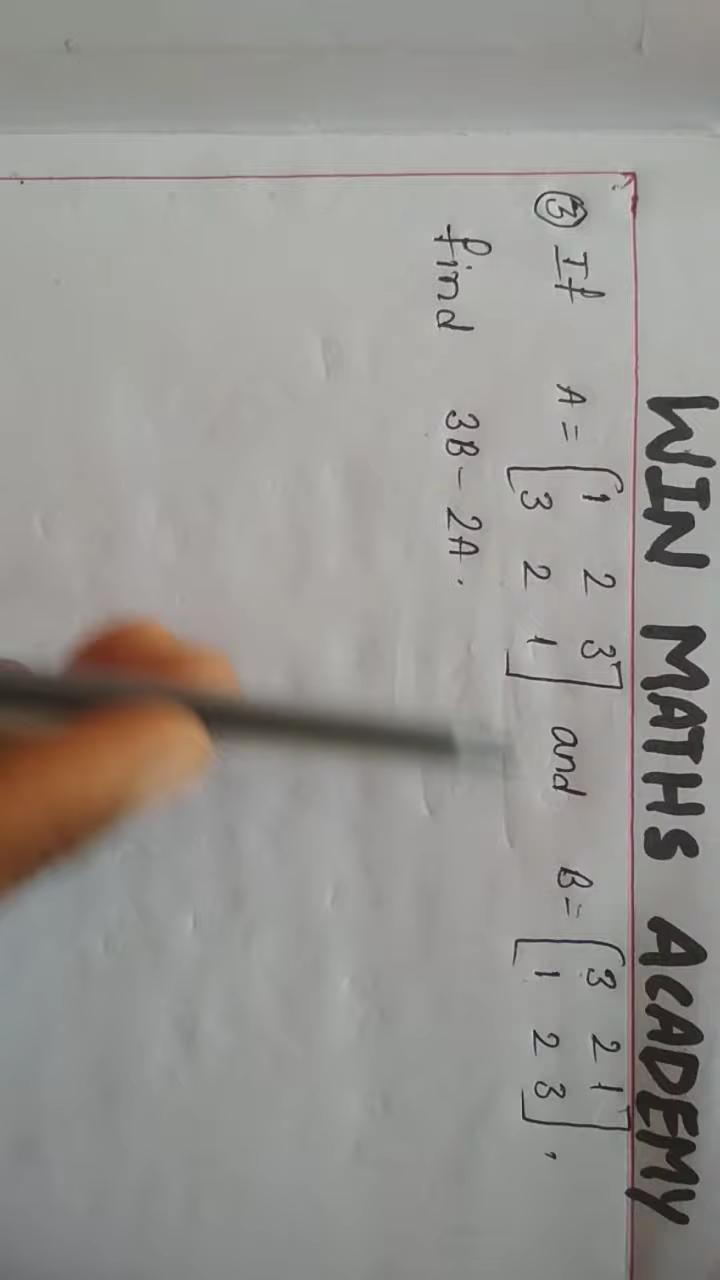 WIN MATHS ACADEMY
③ If A = [1 2 3
3 2 1] and B = [3 2 1
1 2 3],
find 3B - 2A.